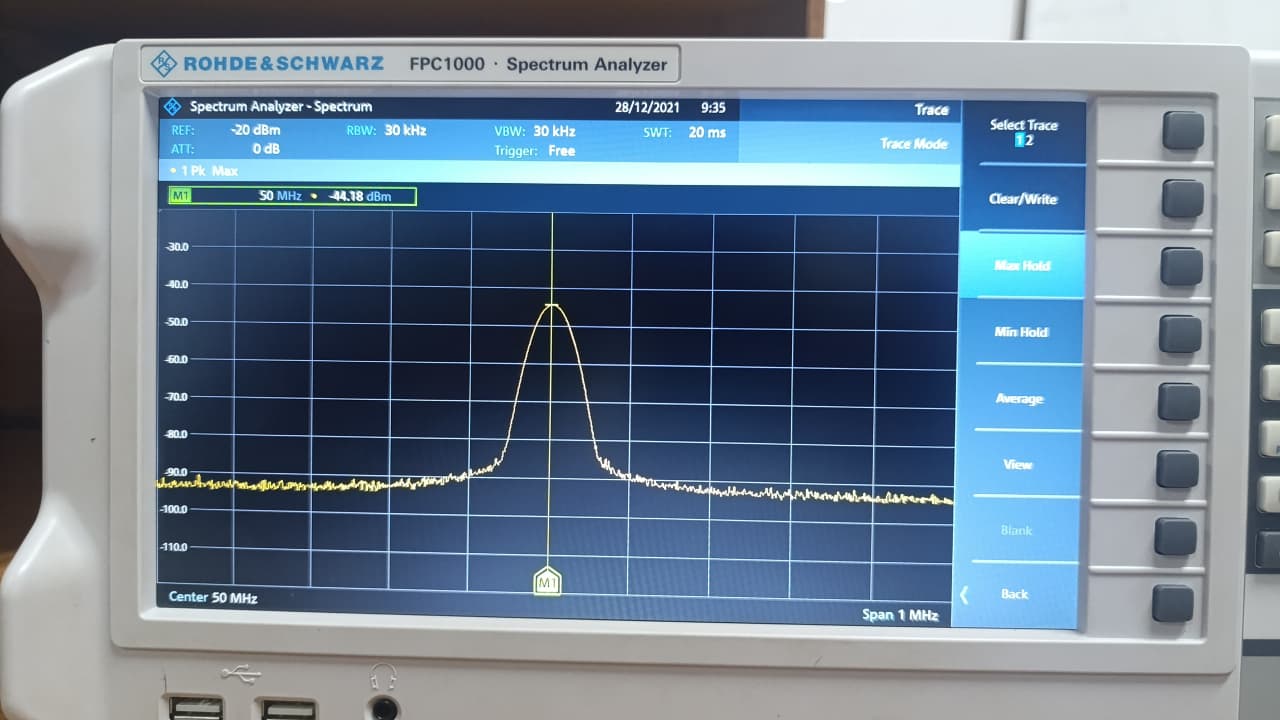 ROHDE & SCHWARZ FPC1000 · Spectrum Analyzer
Spectrum Analyzer - Spectrum 28/12/2021 9:35 Trace
REF: -20 dBm RBW: 30 kHz VBW: 30 kHz SWT: 20 ms
ATT: 0 dB Trigger: Free
Trace Mode
• 1 Pk Max
M1 50 MHz • -44.18 dBm
-30.0
-40.0
-50.0
-60.0
-70.0
-80.0
-90.0
-100.0
-110.0
M1
Center 50 MHz Span 1 MHz
Select Trace
1 2
Clear/Write
Max Hold
Min Hold
Average
View
Blank
Back